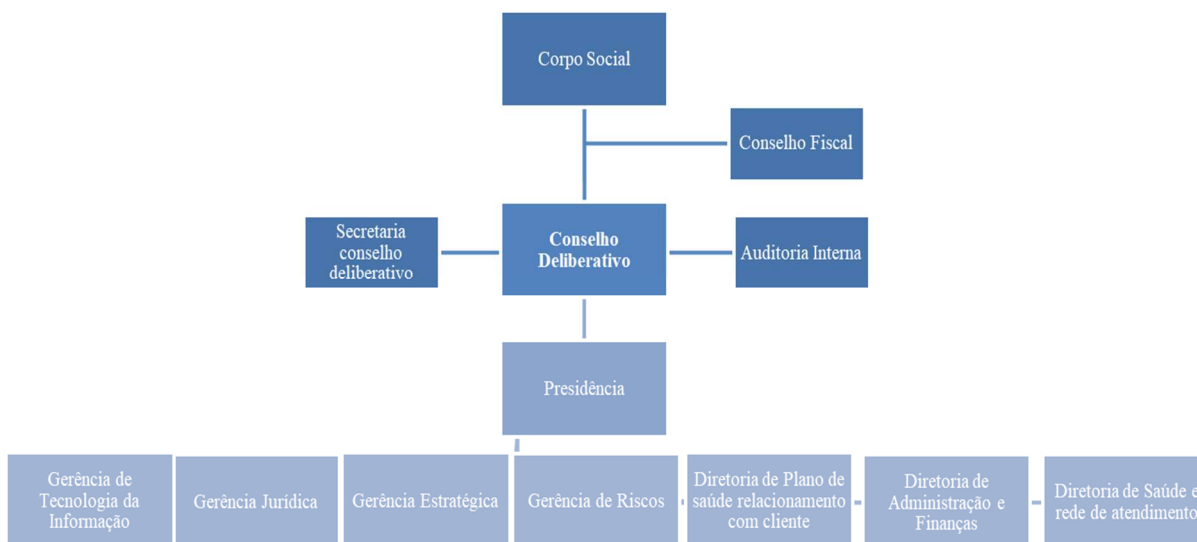 Corpo Social
Conselho Fiscal
Secretaria
conselho
deliberativo
Conselho
Deliberativo
Auditoria Interna
Presidência
Gerência de
Tecnologia da
Informação
Gerência Jurídica
Gerência Estratégica
Gerência de Riscos
Diretoria de Plano de
saúde relacionamento
com cliente
Diretoria de
Administração e
Finanças
Diretoria de Saúde e
rede de atendimento